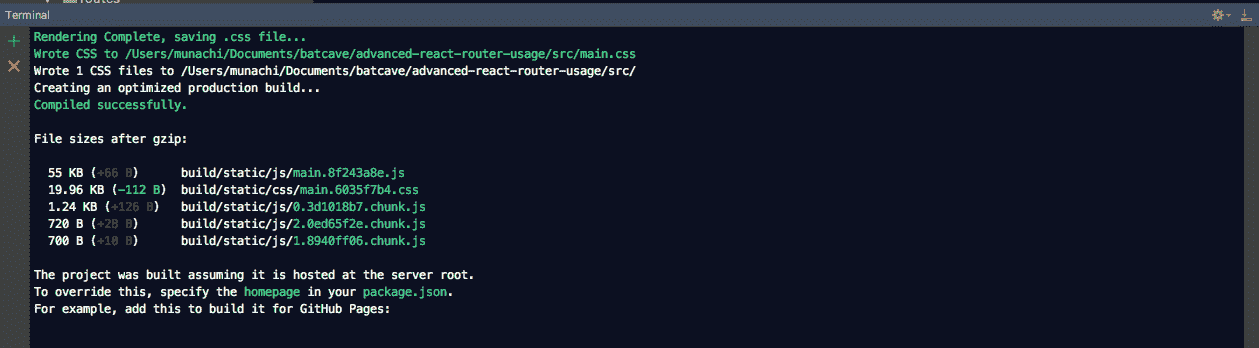 routes
Terminal
Rendering Complete, saving .css file...
Wrote CSS to /Users/munachi/Documents/batcave/advanced-react-router-usage/src/main.css
Wrote 1 CSS files to /Users/munachi/Documents/batcave/advanced-react-router-usage/src/
Creating an optimized production build...
Compiled successfully.
File sizes after gzip:
55 KB (+66 B) build/static/js/main.8f243a8e.js
19.96 KB (-112 B) build/static/css/main.6035f7b4.css
1.24 KB (+126 B) build/static/js/0.3d1018b7.chunk.js
720 B (+28 B) build/static/js/2.0ed65f2e.chunk.js
700 B (+10 B) build/static/js/1.8940ff06.chunk.js
The project was built assuming it is hosted at the server root.
To override this, specify the homepage in your package.json.
For example, add this to build it for GitHub Pages: